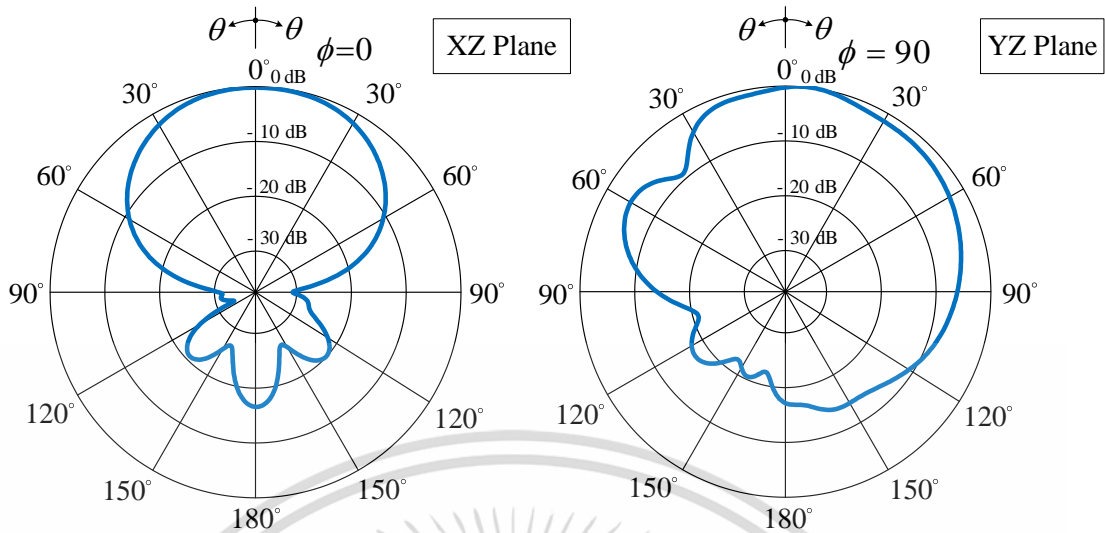 θ θ
ϕ=0
XZ Plane
0° 0 dB
30° 30°
- 10 dB
60° 60°
- 20 dB
- 30 dB
90° 90°
120° 120°
150° 150°
180°
θ θ
ϕ = 90
YZ Plane
0° 0 dB
30° 30°
- 10 dB
60° 60°
- 20 dB
- 30 dB
90° 90°
120° 120°
150° 150°
180°